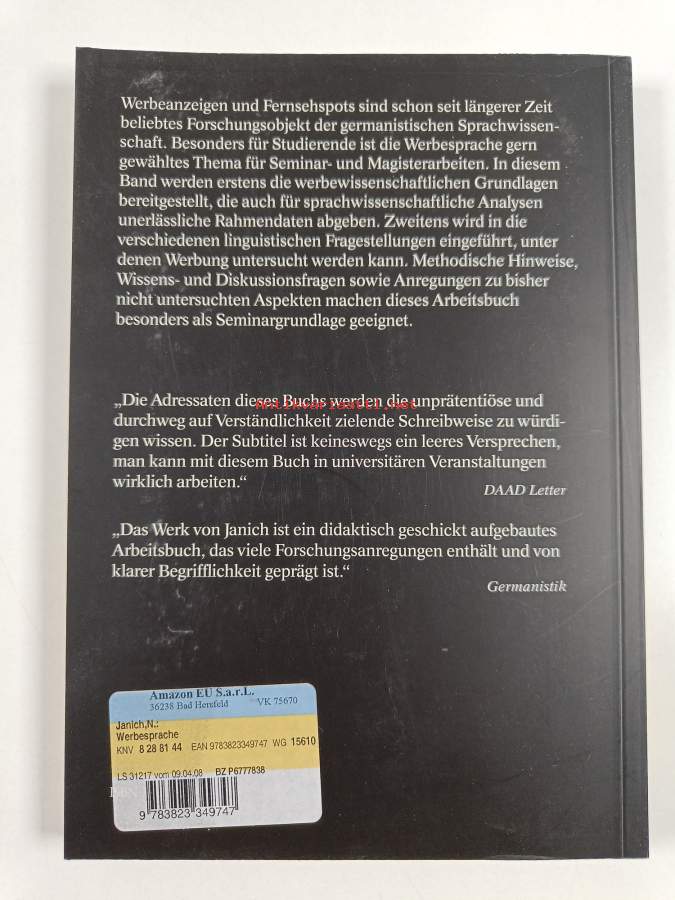 Werbeanzeigen und Fernsehspots sind schon seit längerer Zeit
beliebtes Forschungsobjekt der germanistischen Sprachwissen-
schaft. Besonders für Studierende ist die Werbesprache gern
gewähltes Thema für Seminar- und Magisterarbeiten. In diesem
Band werden erstens die werbewissenschaftlichen Grundlagen
bereitgestellt, die auch für sprachwissenschaftliche Analysen
unerlässliche Rahmendaten abgeben. Zweitens wird in die
verschiedenen linguistischen Fragestellungen eingeführt, unter
denen Werbung untersucht werden kann. Methodische Hinweise,
Wissens- und Diskussionsfragen sowie Anregungen zu bisher
nicht untersuchten Aspekten machen dieses Arbeitsbuch
besonders als Seminargrundlage geeignet.
„Die Adressaten dieses Buchs werden die unprätentiöse und
antikvariaatti.net
durchweg auf Verständlichkeit zielende Schreibweise zu würdi-
gen wissen. Der Subtitel ist keineswegs ein leeres Versprechen,
man kann mit diesem Buch in universitären Veranstaltungen
wirklich arbeiten.“
DAAD Letter
„Das Werk von Janich ist ein didaktisch geschickt aufgebautes
Arbeitsbuch, das viele Forschungsanregungen enthält und von
klarer Begrifflichkeit geprägt ist.“
Germanistik
Amazon EU S.a.r.L.
36238 Bad Hersfeld VK 75670
Janich,N.:
Werbesprache
KNV 8 28 81 44 EAN 9783823349747 WG 15610
LS 31217 vom 09.04.08 BZ P6777838
ISBN
9 783823 349747